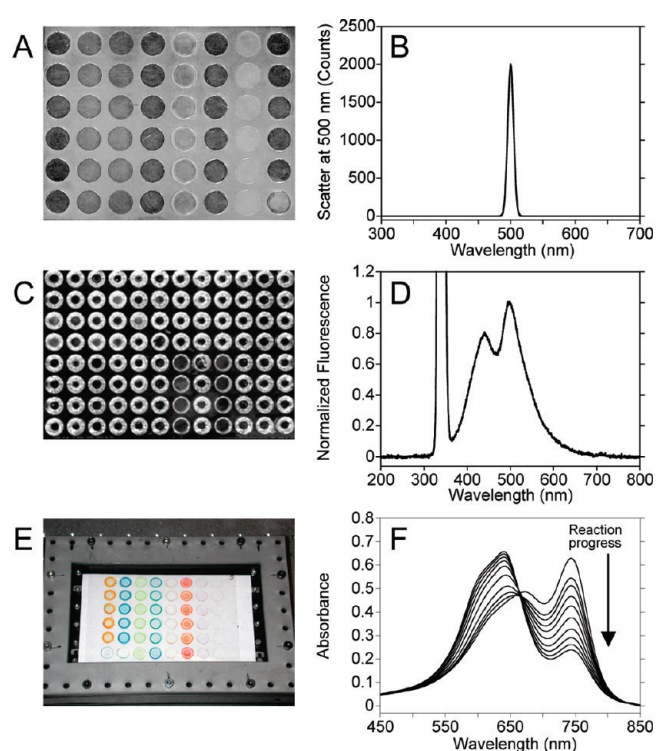 A
B
Scatter at 500 nm (Counts)
2500
2000
1500
1000
500
0
300 400 500 600 700
Wavelength (nm)
C
D
Normalized Fluorescence
1.2
1
0.8
0.6
0.4
0.2
0
200 300 400 500 600 700 800
Wavelength (nm)
E
F
Absorbance
0.8
0.7
0.6
0.5
0.4
0.3
0.2
0.1
0
Reaction
progress
450 550 650 750 850
Wavelength (nm)